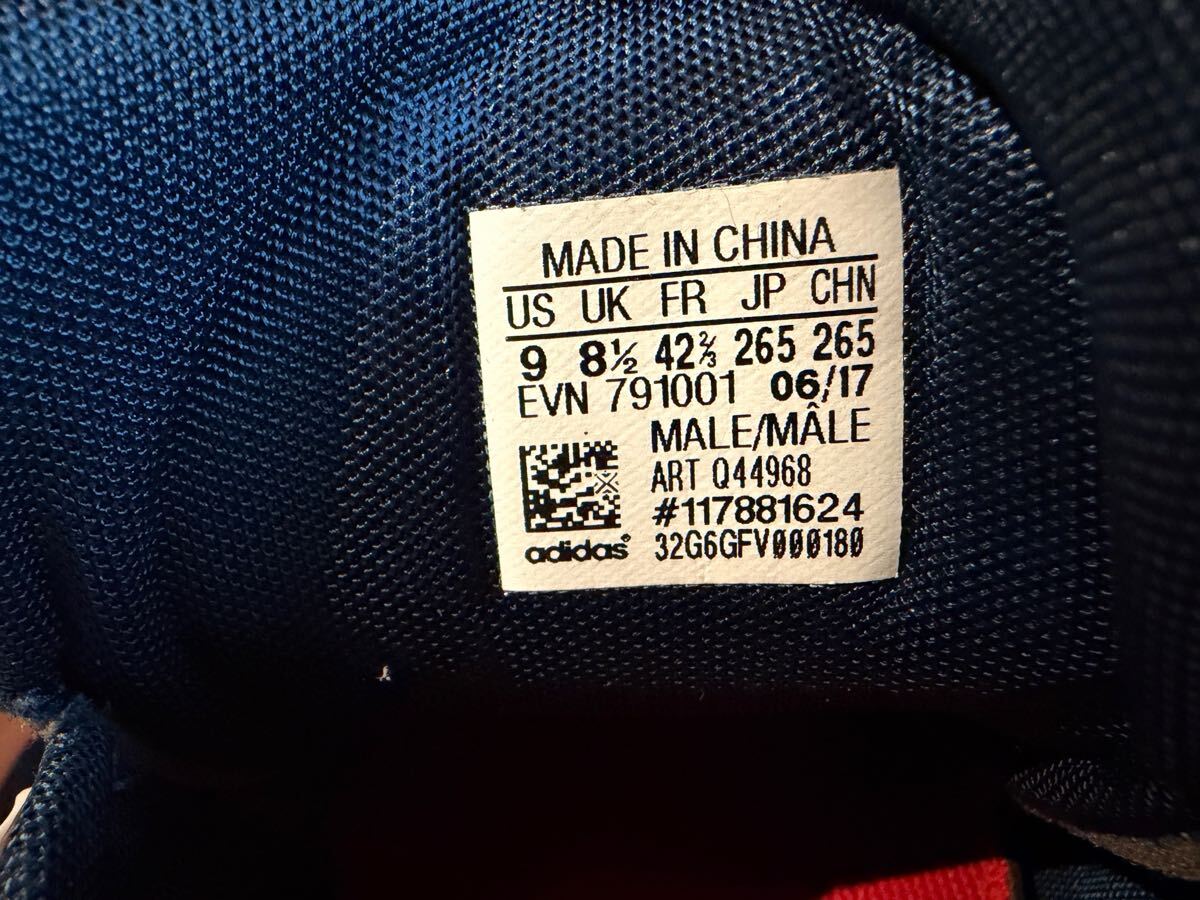 MADE IN CHINA
US UK FR JP CHN
9 8½ 42⅔ 265 265
EVN 791001 06/17
MALE/MÂLE
ART Q44968
#117881624
adidas® 32G6GFV000180